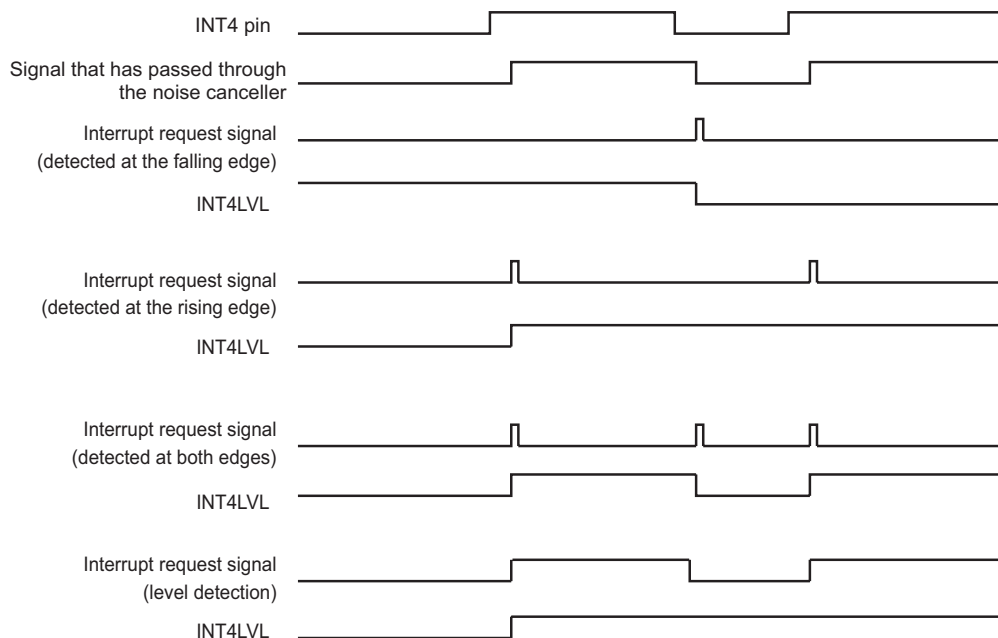 INT4 pin
Signal that has passed through
the noise canceller
Interrupt request signal
(detected at the falling edge)
INT4LVL
Interrupt request signal
(detected at the rising edge)
INT4LVL
Interrupt request signal
(detected at both edges)
INT4LVL
Interrupt request signal
(level detection)
INT4LVL